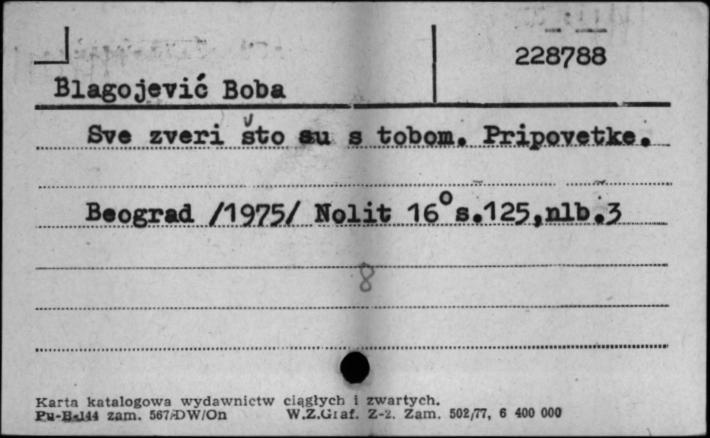 228788
Blagojević Boba
Sve zveri što su s tobom. Pripovetke.
Beograd /1975/ Nolit 16° s.125,nlb.3
8
Karta katalogowa wydawnictw ciągłych i zwartych.
Pu-B-144 zam. 567/DW/On W.Z.Graf. Z-2. Zam. 502/77, 6 400 000